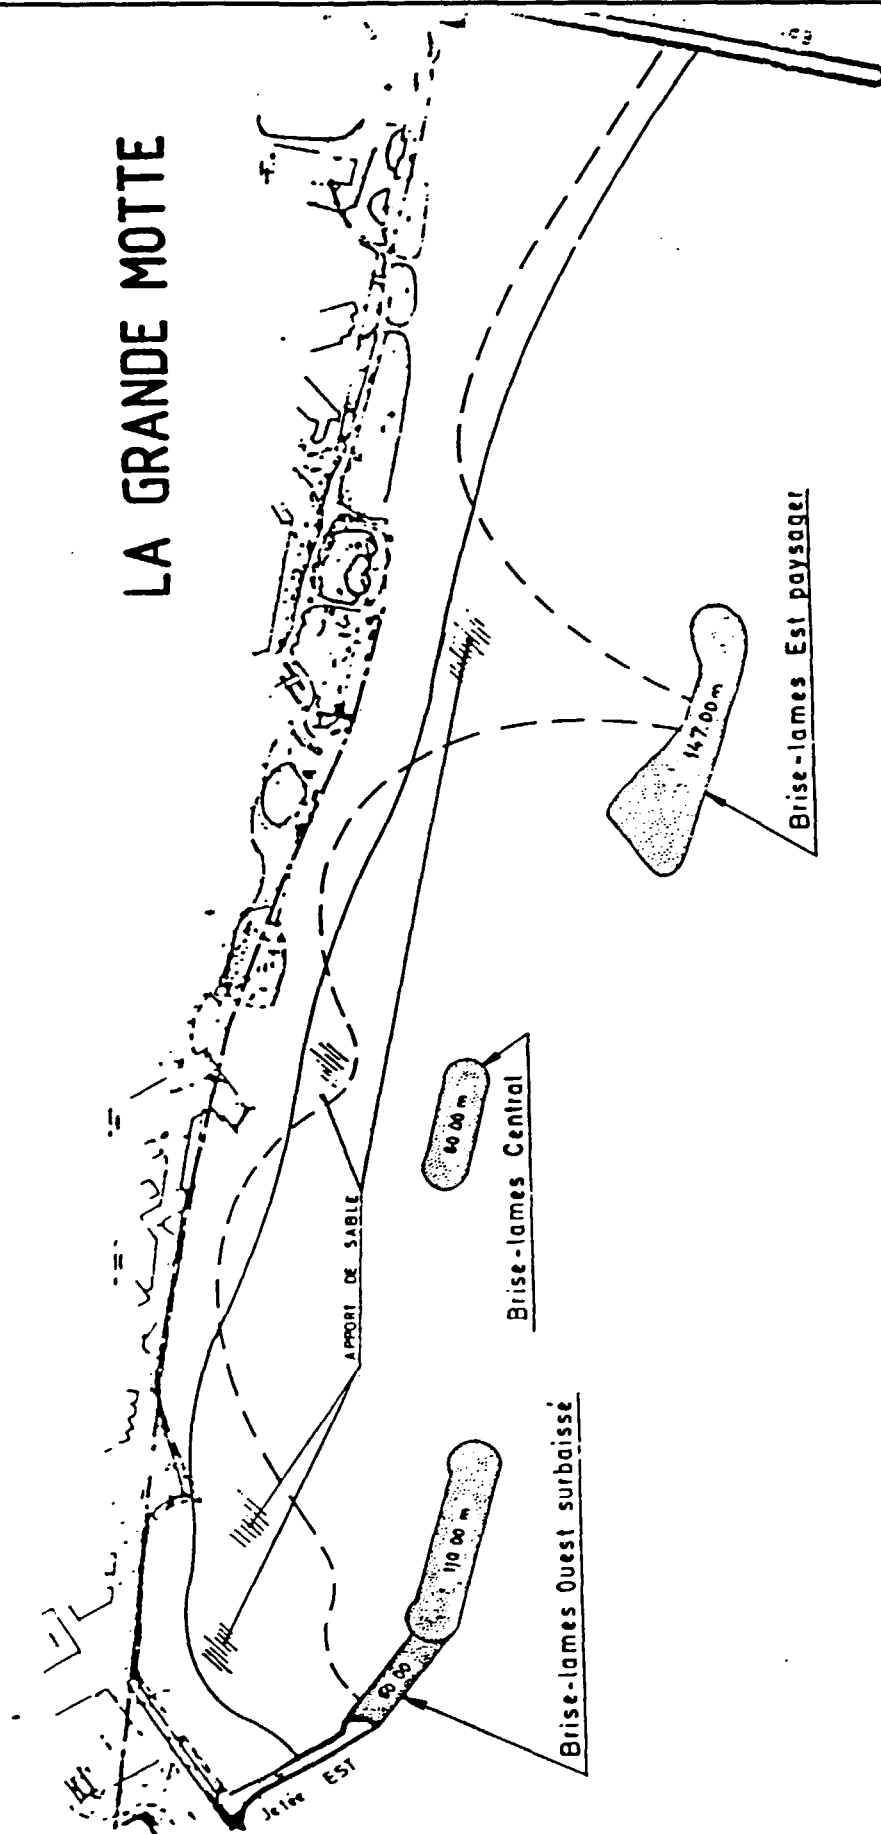 LA GRANDE MOTTE
147.00m
Brise-lames Est paysager
60 00 m
Brise-lames Central
APPORT DE SABLE
110 00 m
60 00
Brise-lames Ouest surbaissé
Jetée EST